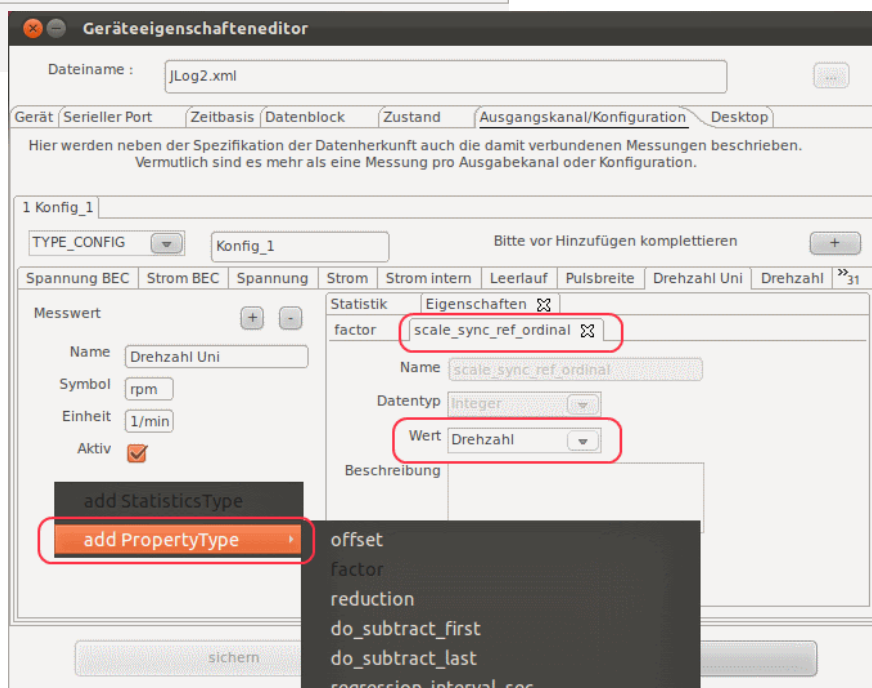 Geräteeigenschafteneditor
Dateiname :
JLog2.xml
...
Gerät Serieller Port Zeitbasis Datenblock Zustand Ausgangskanal/Konfiguration Desktop
Hier werden neben der Spezifikation der Datenherkunft auch die damit verbundenen Messungen beschrieben.
Vermutlich sind es mehr als eine Messung pro Ausgabekanal oder Konfiguration.
1 Konfig_1
TYPE_CONFIG Konfig_1 Bitte vor Hinzufügen komplettieren +
Spannung BEC Strom BEC Spannung Strom Strom intern Leerlauf Pulsbreite Drehzahl Uni Drehzahl »31
Messwert + -
Statistik Eigenschaften
factor scale_sync_ref_ordinal
Name Drehzahl Uni
Symbol rpm
Einheit 1/min
Aktiv
Name scale_sync_ref_ordinal
Datentyp Integer
Wert Drehzahl
Beschreibung
add StatisticsType
add PropertyType
offset
factor
reduction
do_subtract_first
do_subtract_last
regression_interval_sec
sichern